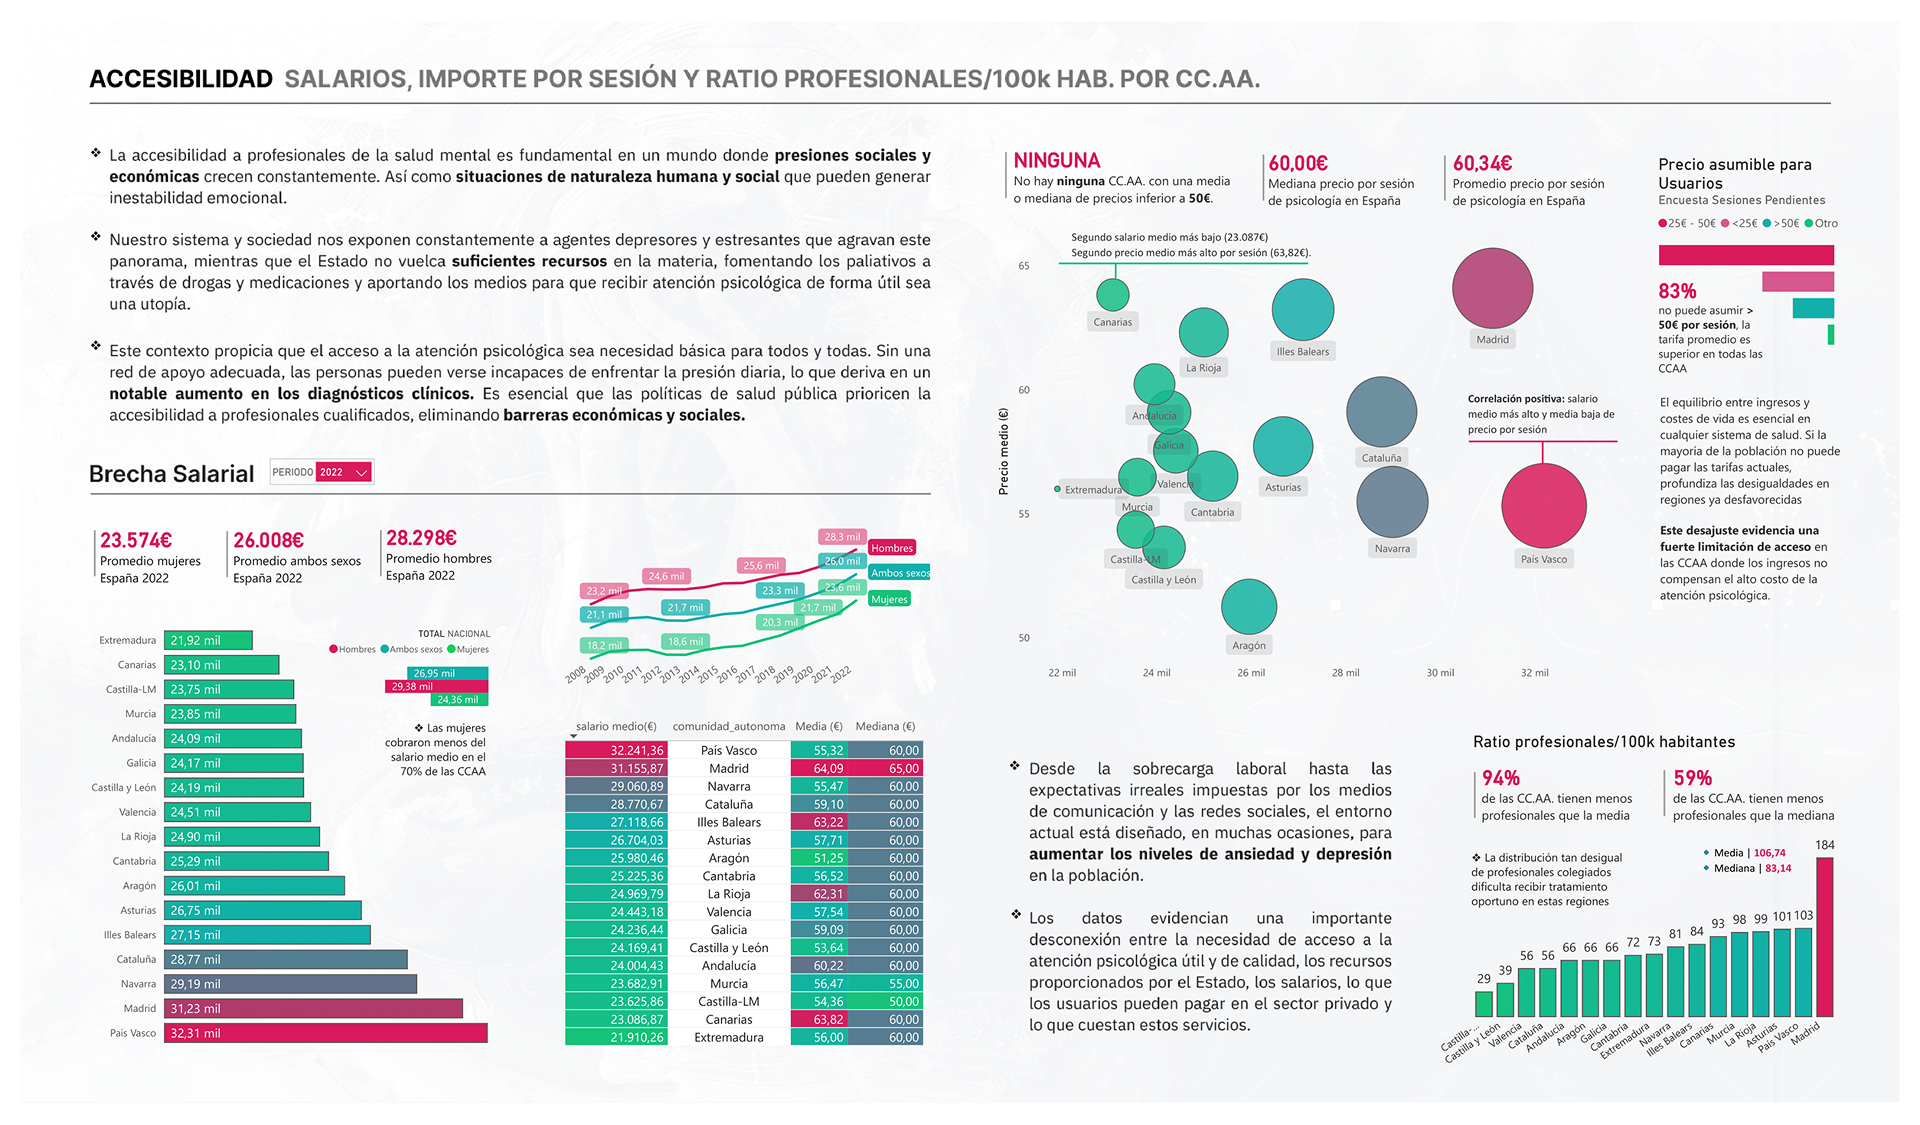 ACCESIBILIDAD SALARIOS, IMPORTE POR SESIÓN Y RATIO PROFESIONALES/100k HAB. POR CC.AA.
❖ La accesibilidad a profesionales de la salud mental es fundamental en un mundo donde presiones sociales y
económicas crecen constantemente. Así como situaciones de naturaleza humana y social que pueden generar
inestabilidad emocional.
❖ Nuestro sistema y sociedad nos exponen constantemente a agentes depresores y estresantes que agravan este
panorama, mientras que el Estado no vuelca suficientes recursos en la materia, fomentando los paliativos a
través de drogas y medicaciones y aportando los medios para que recibir atención psicológica de forma útil sea
una utopía.
❖ Este contexto propicia que el acceso a la atención psicológica sea necesidad básica para todos y todas. Sin una
red de apoyo adecuada, las personas pueden verse incapaces de enfrentar la presión diaria, lo que deriva en un
notable aumento en los diagnósticos clínicos. Es esencial que las políticas de salud pública prioricen la
accesibilidad a profesionales cualificados, eliminando barreras económicas y sociales.
Brecha Salarial
PERIODO 2022
23.574€
Promedio mujeres
España 2022
26.008€
Promedio ambos sexos
España 2022
28.298€
Promedio hombres
España 2022
Extremadura 21,92 mil
Canarias 23,10 mil
Castilla-LM 23,75 mil
Murcia 23,85 mil
Andalucia 24,09 mil
Galicia 24,17 mil
Castilla y León 24,19 mil
Valencia 24,51 mil
La Rioja 24,90 mil
Cantabria 25,29 mil
Aragón 26,01 mil
Asturias 26,75 mil
Illes Balears 27,15 mil
Cataluña 28,77 mil
Navarra 29,19 mil
Madrid 31,23 mil
País Vasco 32,31 mil
TOTAL NACIONAL
Hombres Ambos sexos Mujeres
26,95 mil
29,38 mil
24,36 mil
❖ Las mujeres
cobraron menos del
salario medio en el
70% de las CCAA
23,2 mil 24,6 mil 25,6 mil 28,3 mil Hombres
21,1 mil 21,7 mil 23,3 mil 26,0 mil Ambos sexos
18,2 mil 18,6 mil 20,3 mil 21,7 mil 23,6 mil Mujeres
2008 2009 2010 2011 2012 2013 2014 2015 2016 2017 2018 2019 2020 2021 2022
salario medio(€) comunidad_autonoma Media (€) Mediana (€)
32.241,36 País Vasco 55,32 60,00
31.155,87 Madrid 64,09 65,00
29.060,89 Navarra 55,47 60,00
28.770,67 Cataluña 59,10 60,00
27.118,66 Illes Balears 63,22 60,00
26.704,03 Asturias 57,71 60,00
25.980,46 Aragón 51,25 60,00
25.225,36 Cantabria 56,52 60,00
24.969,79 La Rioja 62,31 60,00
24.443,18 Valencia 57,54 60,00
24.236,44 Galicia 59,09 60,00
24.169,41 Castilla y León 53,64 60,00
24.004,43 Andalucía 60,22 60,00
23.682,91 Murcia 56,47 55,00
23.625,86 Castilla-LM 54,36 50,00
23.086,87 Canarias 63,82 60,00
21.910,26 Extremadura 56,00 60,00
NINGUNA
No hay ninguna CC.AA. con una media
o mediana de precios inferior a 50€.
60,00€
Mediana precio por sesión
de psicología en España
60,34€
Promedio precio por sesión
de psicología en España
Segundo salario medio más bajo (23.087€)
Segundo precio medio más alto por sesión (63,82€).
Precio medio (€)
65
60
55
50
22 mil 24 mil 26 mil 28 mil 30 mil 32 mil
Canarias
La Rioja
Illes Balears
Madrid
Andalucía
Galicia
Valencia
Extremadura
Murcia
Cantabria
Asturias
Cataluña
Navarra
Castilla-LM
Castilla y León
Aragón
País Vasco
Correlación positiva: salario
medio más alto y media baja de
precio por sesión
Precio asumible para
Usuarios
Encuesta Sesiones Pendientes
25€ - 50€ <25€ >50€ Otro
83%
no puede asumir >
50€ por sesión, la
tarifa promedio es
superior en todas las
CCAA
El equilibrio entre ingresos y
costes de vida es esencial en
cualquier sistema de salud. Si la
mayoría de la población no puede
pagar las tarifas actuales,
profundiza las desigualdades en
regiones ya desfavorecidas
Este desajuste evidencia una
fuerte limitación de acceso en
las CCAA donde los ingresos no
compensan el alto costo de la
atención psicológica.
❖ Desde la sobrecarga laboral hasta las
expectativas irreales impuestas por los medios
de comunicación y las redes sociales, el entorno
actual está diseñado, en muchas ocasiones, para
aumentar los niveles de ansiedad y depresión
en la población.
❖ Los datos evidencian una importante
desconexión entre la necesidad de acceso a la
atención psicológica útil y de calidad, los recursos
proporcionados por el Estado, los salarios, lo que
los usuarios pueden pagar en el sector privado y
lo que cuestan estos servicios.
Ratio profesionales/100k habitantes
94%
de las CC.AA. tienen menos
profesionales que la media
59%
de las CC.AA. tienen menos
profesionales que la mediana
❖ La distribución tan desigual
de profesionales colegiados
dificulta recibir tratamiento
oportuno en estas regiones
Media | 106,74
Mediana | 83,14
29 39 56 56 66 66 66 72 73 81 84 93 98 99 101 103 184
Castilla-... Castilla y León Valencia Cataluña Andalucia Aragón Galicia Cantabria Extremadura Navarra Illes Balears Canarias Murcia La Rioja Asturias País Vasco Madrid